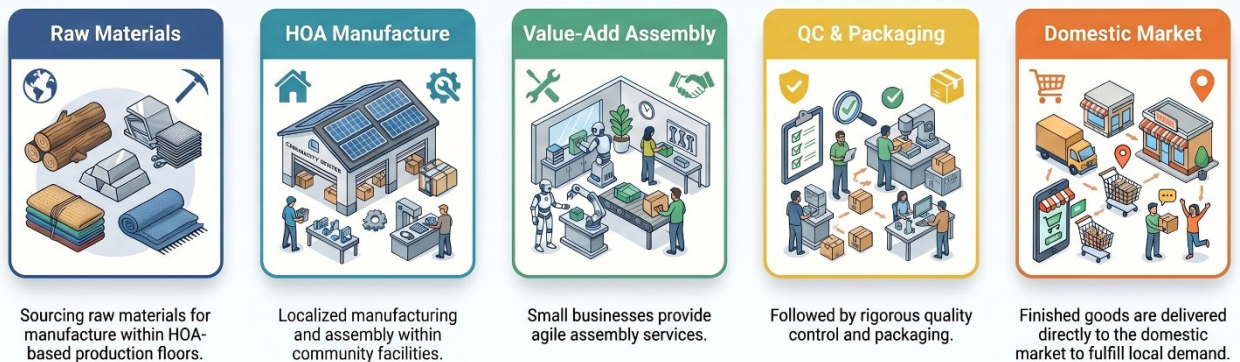 Raw Materials
HOA Manufacture
Value-Add Assembly
QC & Packaging
Domestic Market
Sourcing raw materials for
manufacture within HOA-
based production floors.
Localized manufacturing
and assembly within
community facilities.
Small businesses provide
agile assembly services.
Followed by rigorous quality
control and packaging.
Finished goods are delivered
directly to the domestic
market to fulfill local demand.